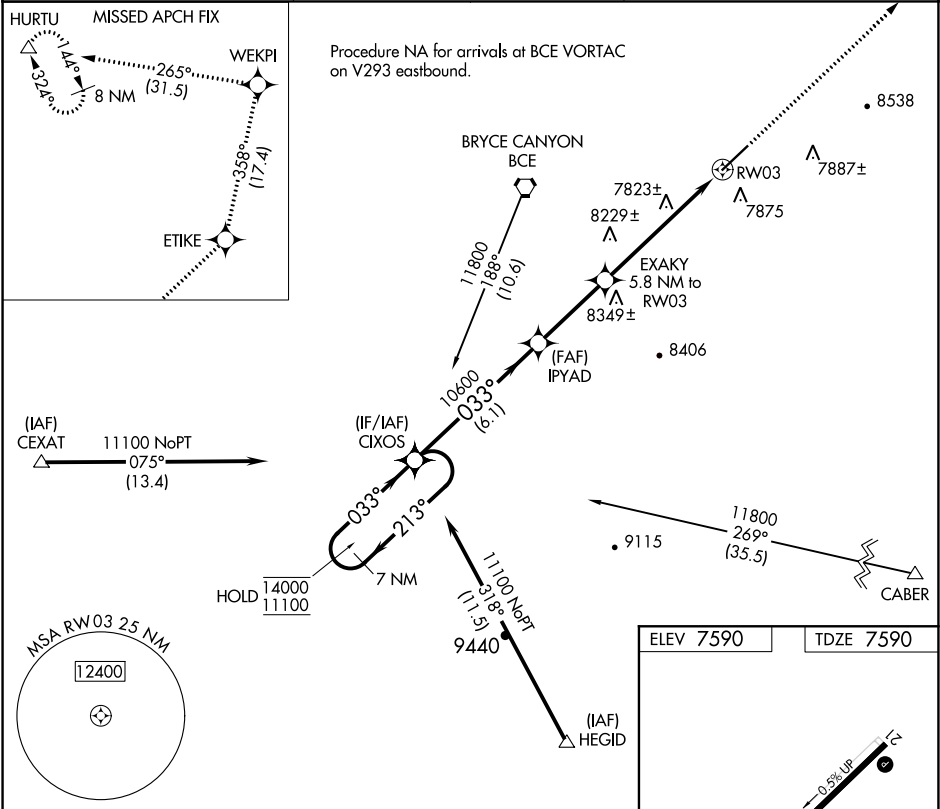 HURTU
MISSED APCH FIX
144°
324°
8 NM
265°
(31.5)
WEKPI
358°
(17.4)
ETIKE
Procedure NA for arrivals at BCE VORTAC
on V293 eastbound.
8538
BRYCE CANYON
BCE
RW03
7887±
7823±
7875
8229±
11800
188°
(10.6)
EXAKY
5.8 NM to
RW03
8349±
8406
(FAF)
IPYAD
10600
033°
(6.1)
(IF/IAF)
CIXOS
(IAF)
CEXAT
11100 NoPT
075°
(13.4)
033°
213°
7 NM
HOLD
14000
11100
11800
269°
(35.5)
9115
CABER
11100 NoPT
318°
(11.5)
9440
(IAF)
HEGID
MSA RW03 25 NM
12400
ELEV 7590
TDZE 7590
21
P
0.5% UP